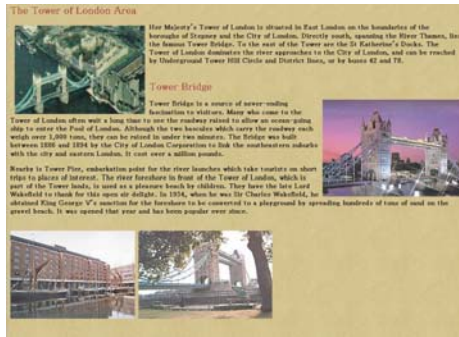 The Tower of London Area
Her Majesty's Tower of London is situated in East London on the boundaries of the
boroughs of Stepney and the City of London. Directly south, spanning the River Thames, lies
the famous Tower Bridge. To the east of the Tower are the St Katherine's Docks. The
Tower of London dominates the river approaches to the City of London, and can be reached
by Underground Tower Hill Circle and District lines, or by buses 42 and 78.
Tower Bridge
Tower Bridge is a source of never-ending
fascination to visitors. Many who come to the
Tower of London often wait a long time to see the roadway raised to allow an ocean-going
ship to enter the Pool of London. Although the two bascules which carry the roadway each
weigh over 1,000 tons, they can be raised in under two minutes. The Bridge was built
between 1886 and 1894 by the City of London Corporation to link the southeastern suburbs
with the city and eastern London. It cost over a million pounds.
Nearby is Tower Pier, embarkation point for the river launches which take tourists on short
trips to places of interest. The river foreshore in front of the Tower of London, which is
part of the Tower lands, is used as a pleasure beach by children. They have the late Lord
Wakefield to thank for this open air delight. In 1934, when he was Sir Charles Wakefield, he
obtained King George V's sanction for the foreshore to be converted to a playground by spreading hundreds of tons of sand on the
gravel beach. It was opened that year and has been popular ever since.